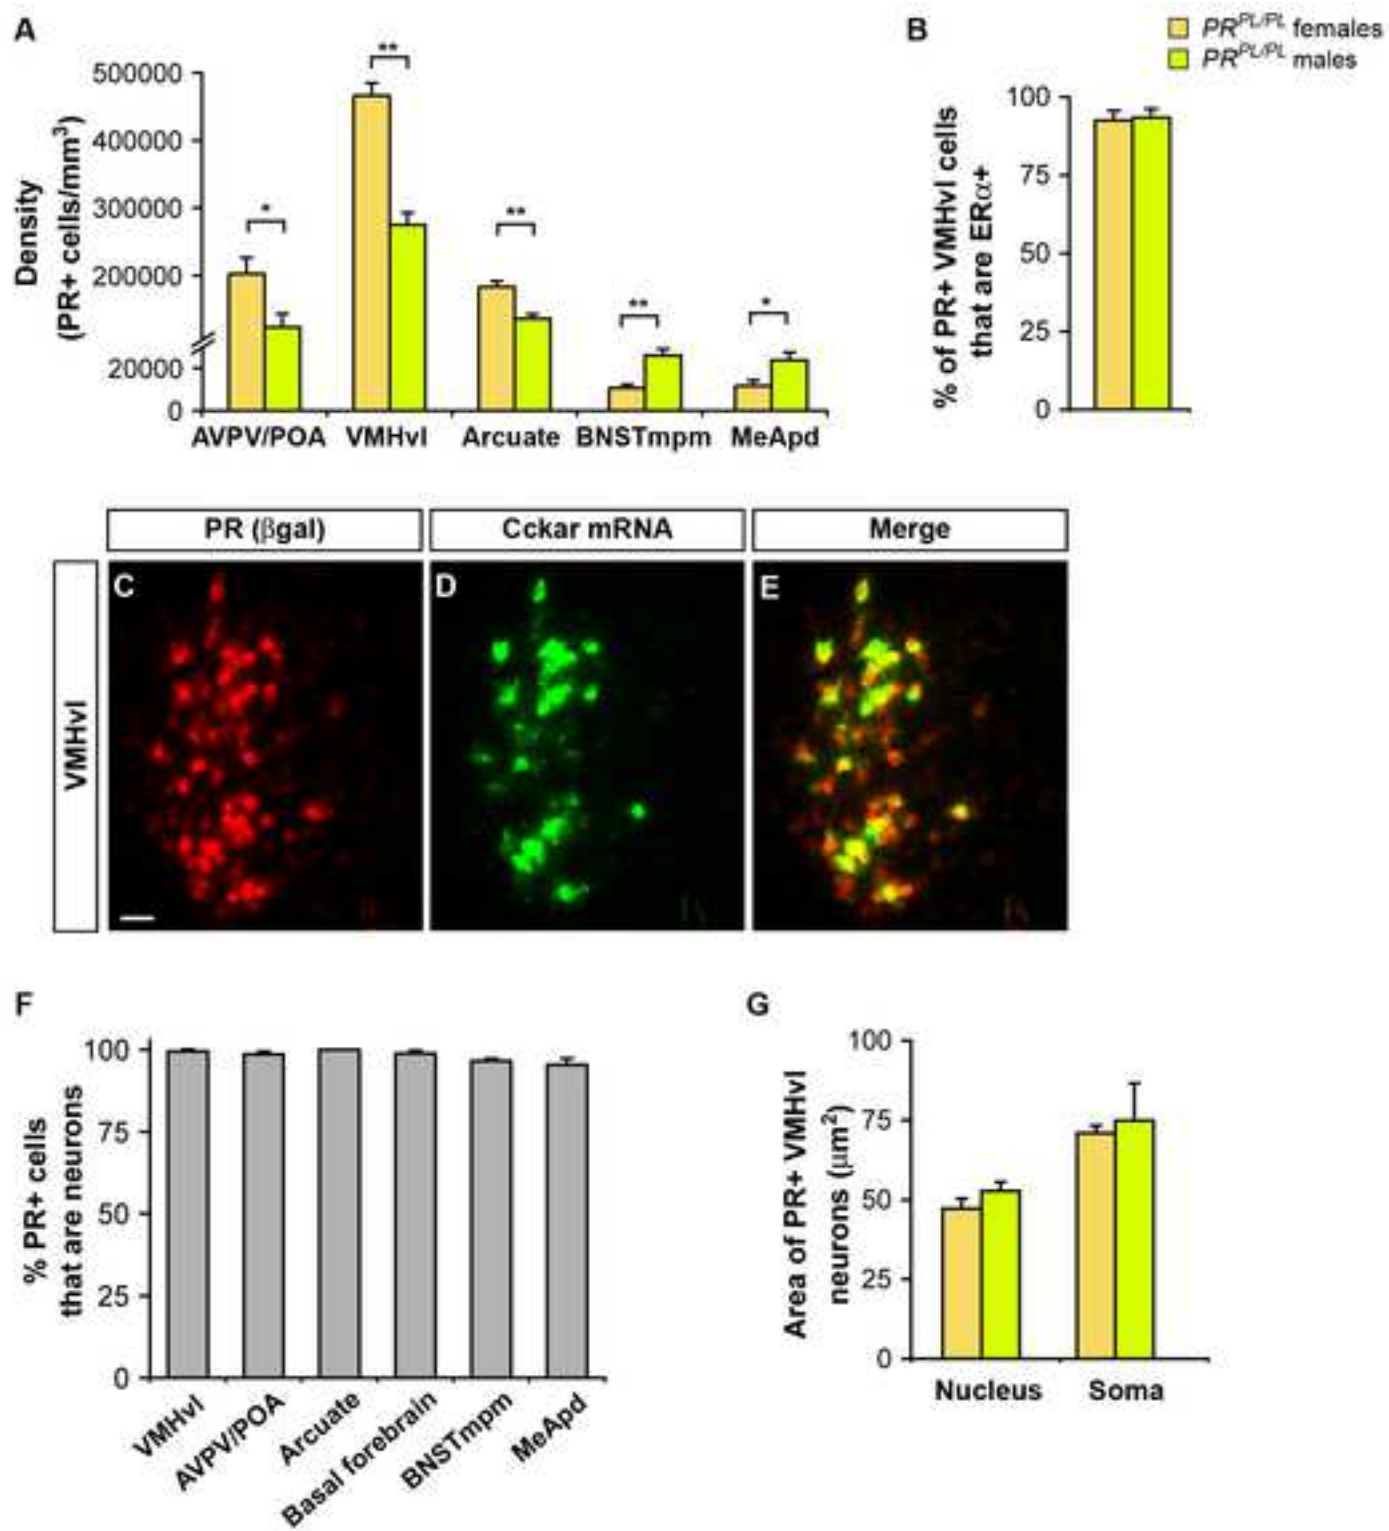 A
Density
(PR+ cells/mm³)
500000
400000
300000
200000
20000
0
*
**
**
**
*
AVPV/POA
VMHvl
Arcuate
BNSTmpm
MeApd
B
PR^PL/PL females
PR^PL/PL males
% of PR+ VMHvl cells
that are ERα+
100
75
50
25
0
PR (βgal)
Cckar mRNA
Merge
VMHvl
C
D
E
F
% PR+ cells
that are neurons
100
75
50
25
0
VMHvl
AVPV/POA
Arcuate
Basal forebrain
BNSTmpm
MeApd
G
Area of PR+ VMHvl
neurons (μm²)
100
75
50
25
0
Nucleus
Soma